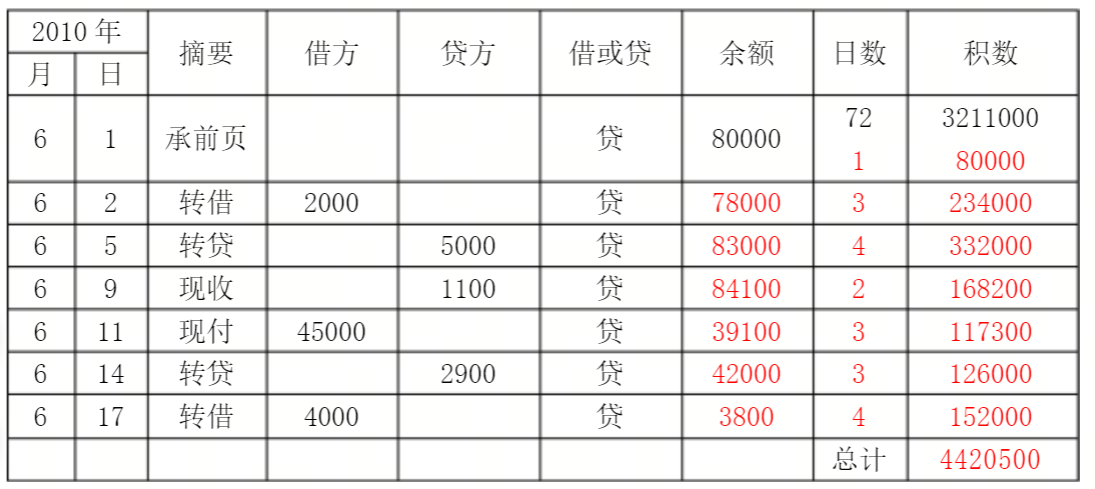 2010 年 摘要 借方 贷方 借或贷 余额 日数 积数
月 日
6 1 承前页 贷 80000 72 3211000
1 80000
6 2 转借 2000 贷 78000 3 234000
6 5 转贷 5000 贷 83000 4 332000
6 9 现收 1100 贷 84100 2 168200
6 11 现付 45000 贷 39100 3 117300
6 14 转贷 2900 贷 42000 3 126000
6 17 转借 4000 贷 3800 4 152000
总计 4420500